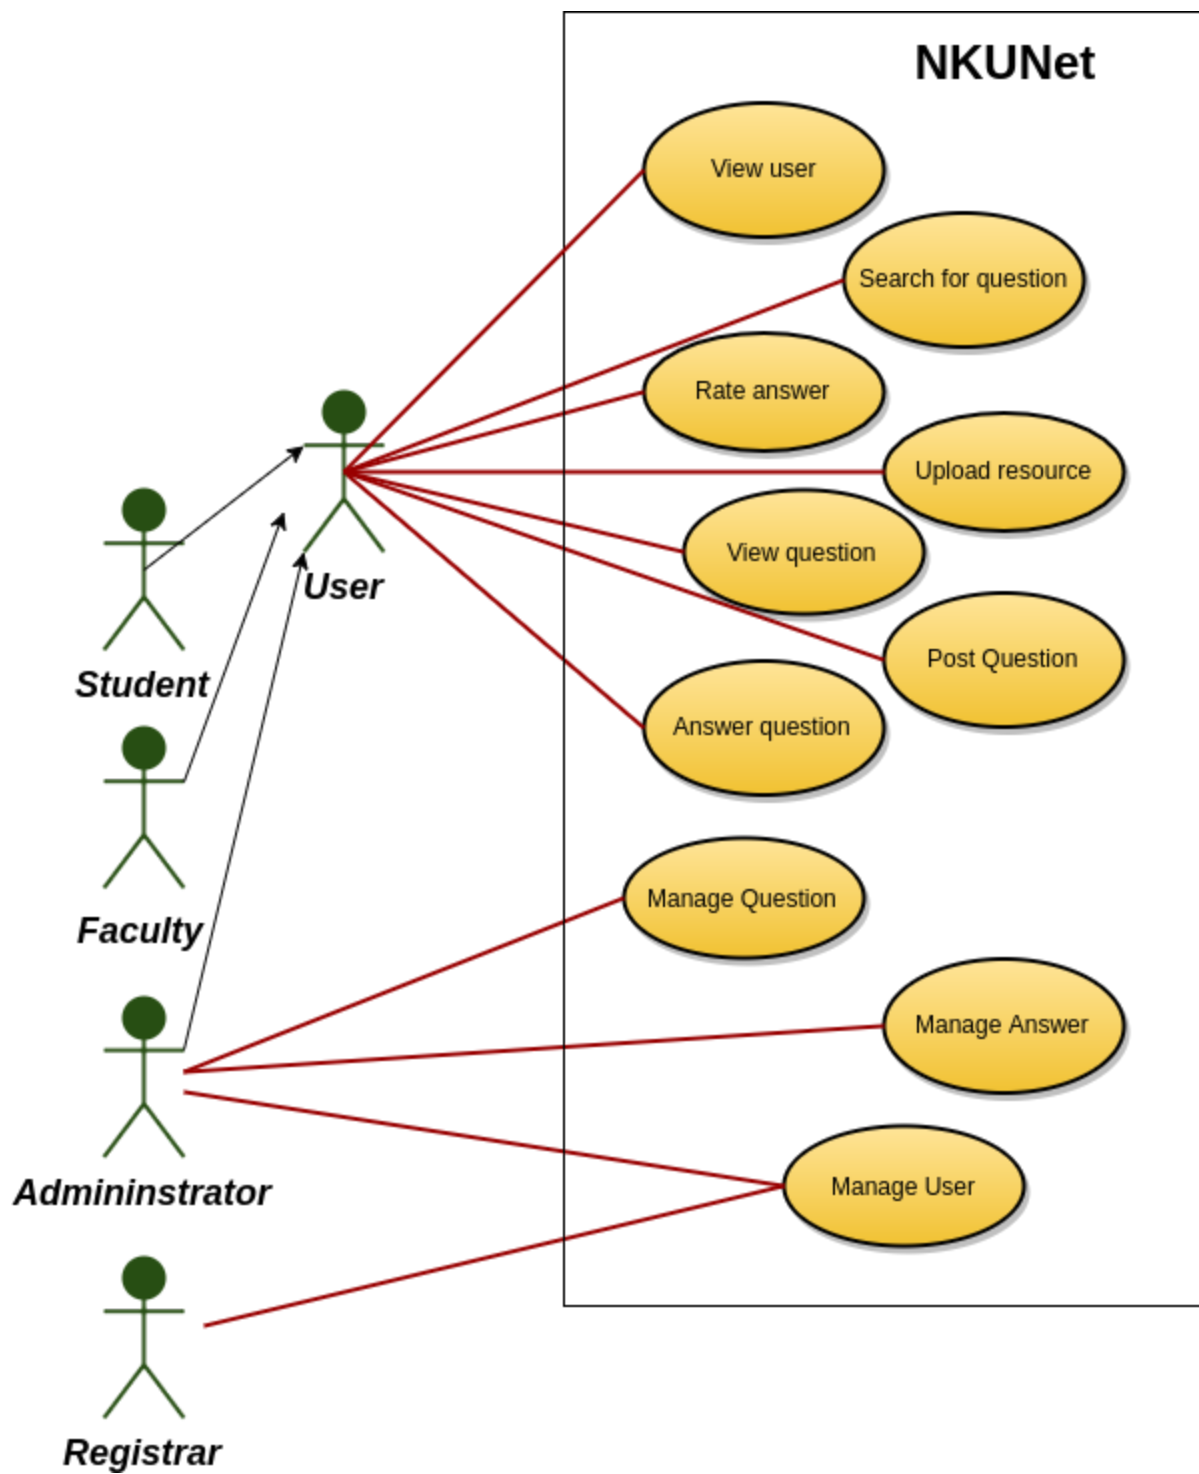 NKUNet
View user
Search for question
Rate answer
Upload resource
View question
User
Post Question
Student
Answer question
Manage Question
Faculty
Manage Answer
Admininstrator
Manage User
Registrar